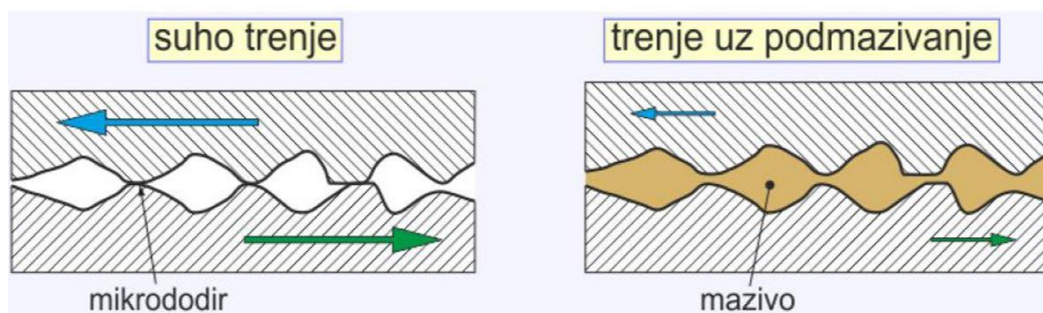 suho trenje
trenje uz podmazivanje
mikrododir
mazivo